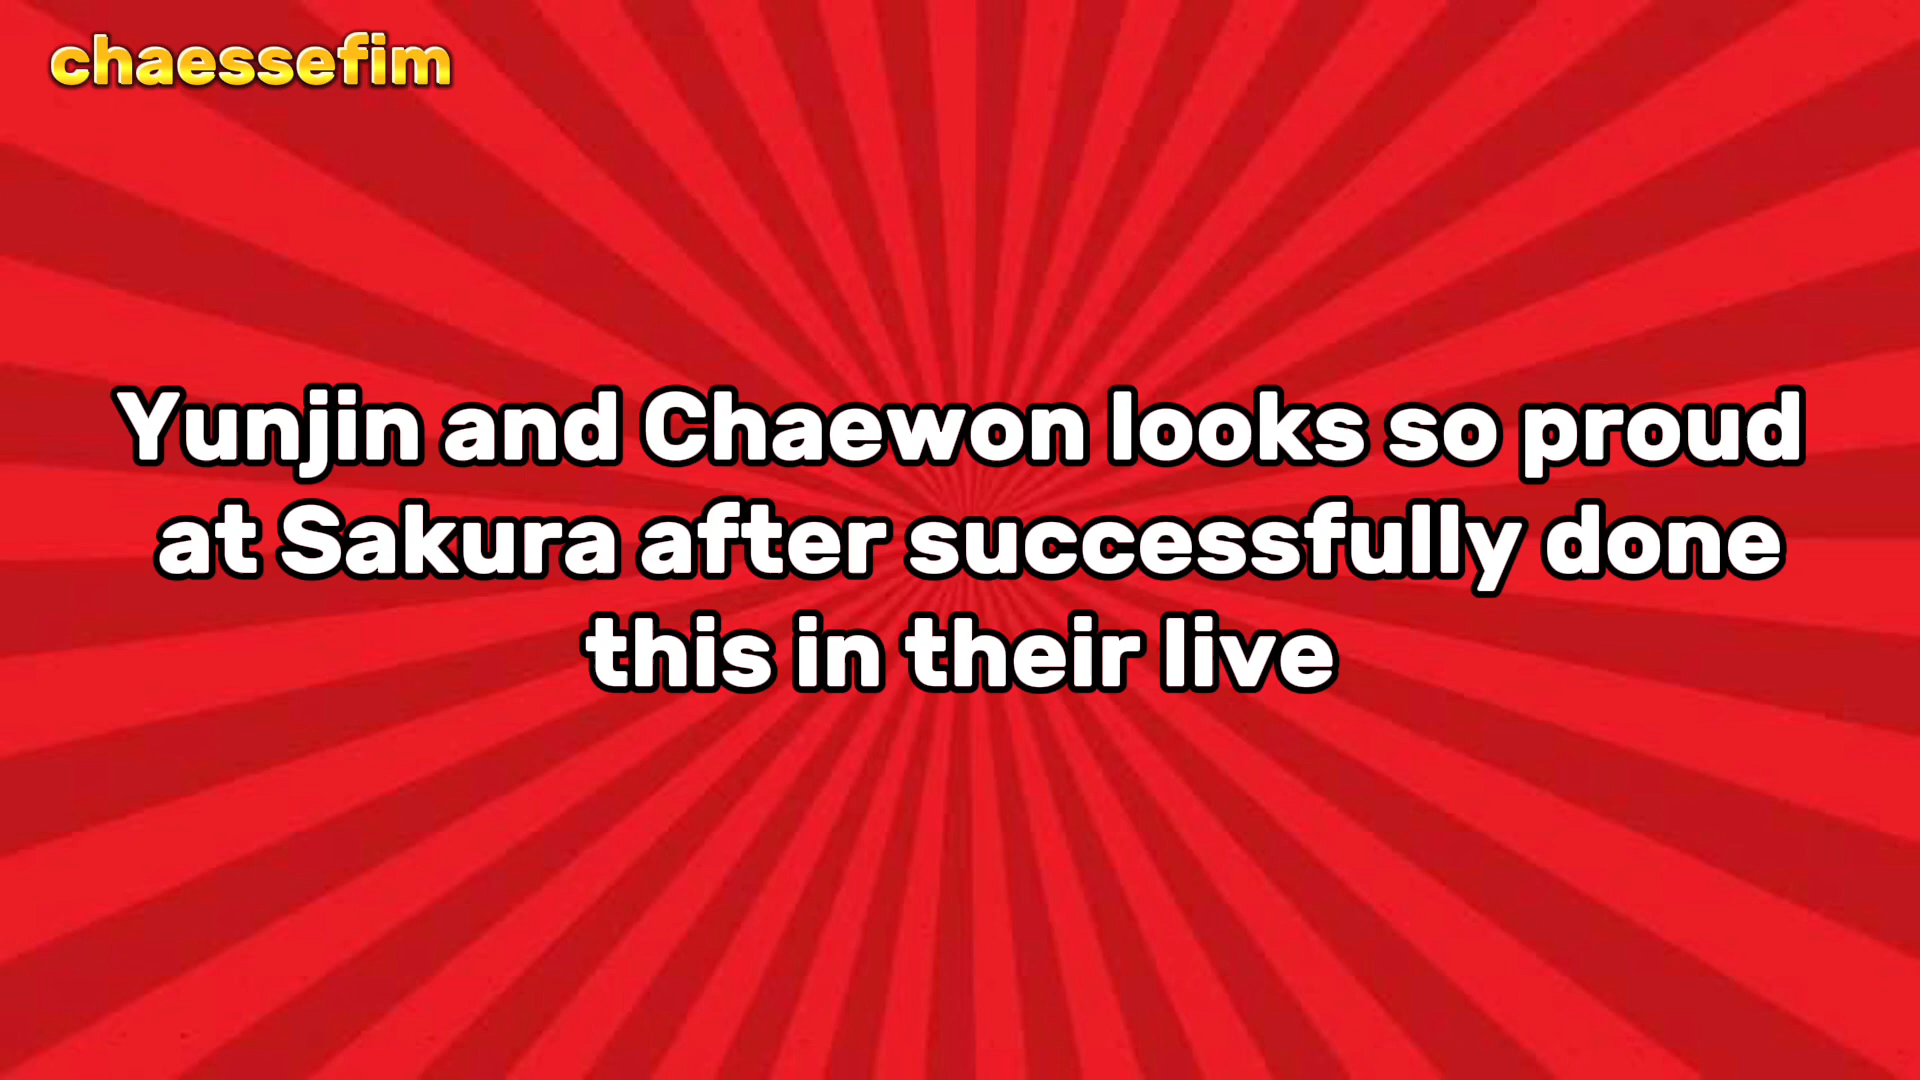 chaessefim
Yunjin and Chaewon looks so proud
at Sakura after successfully done
this in their live